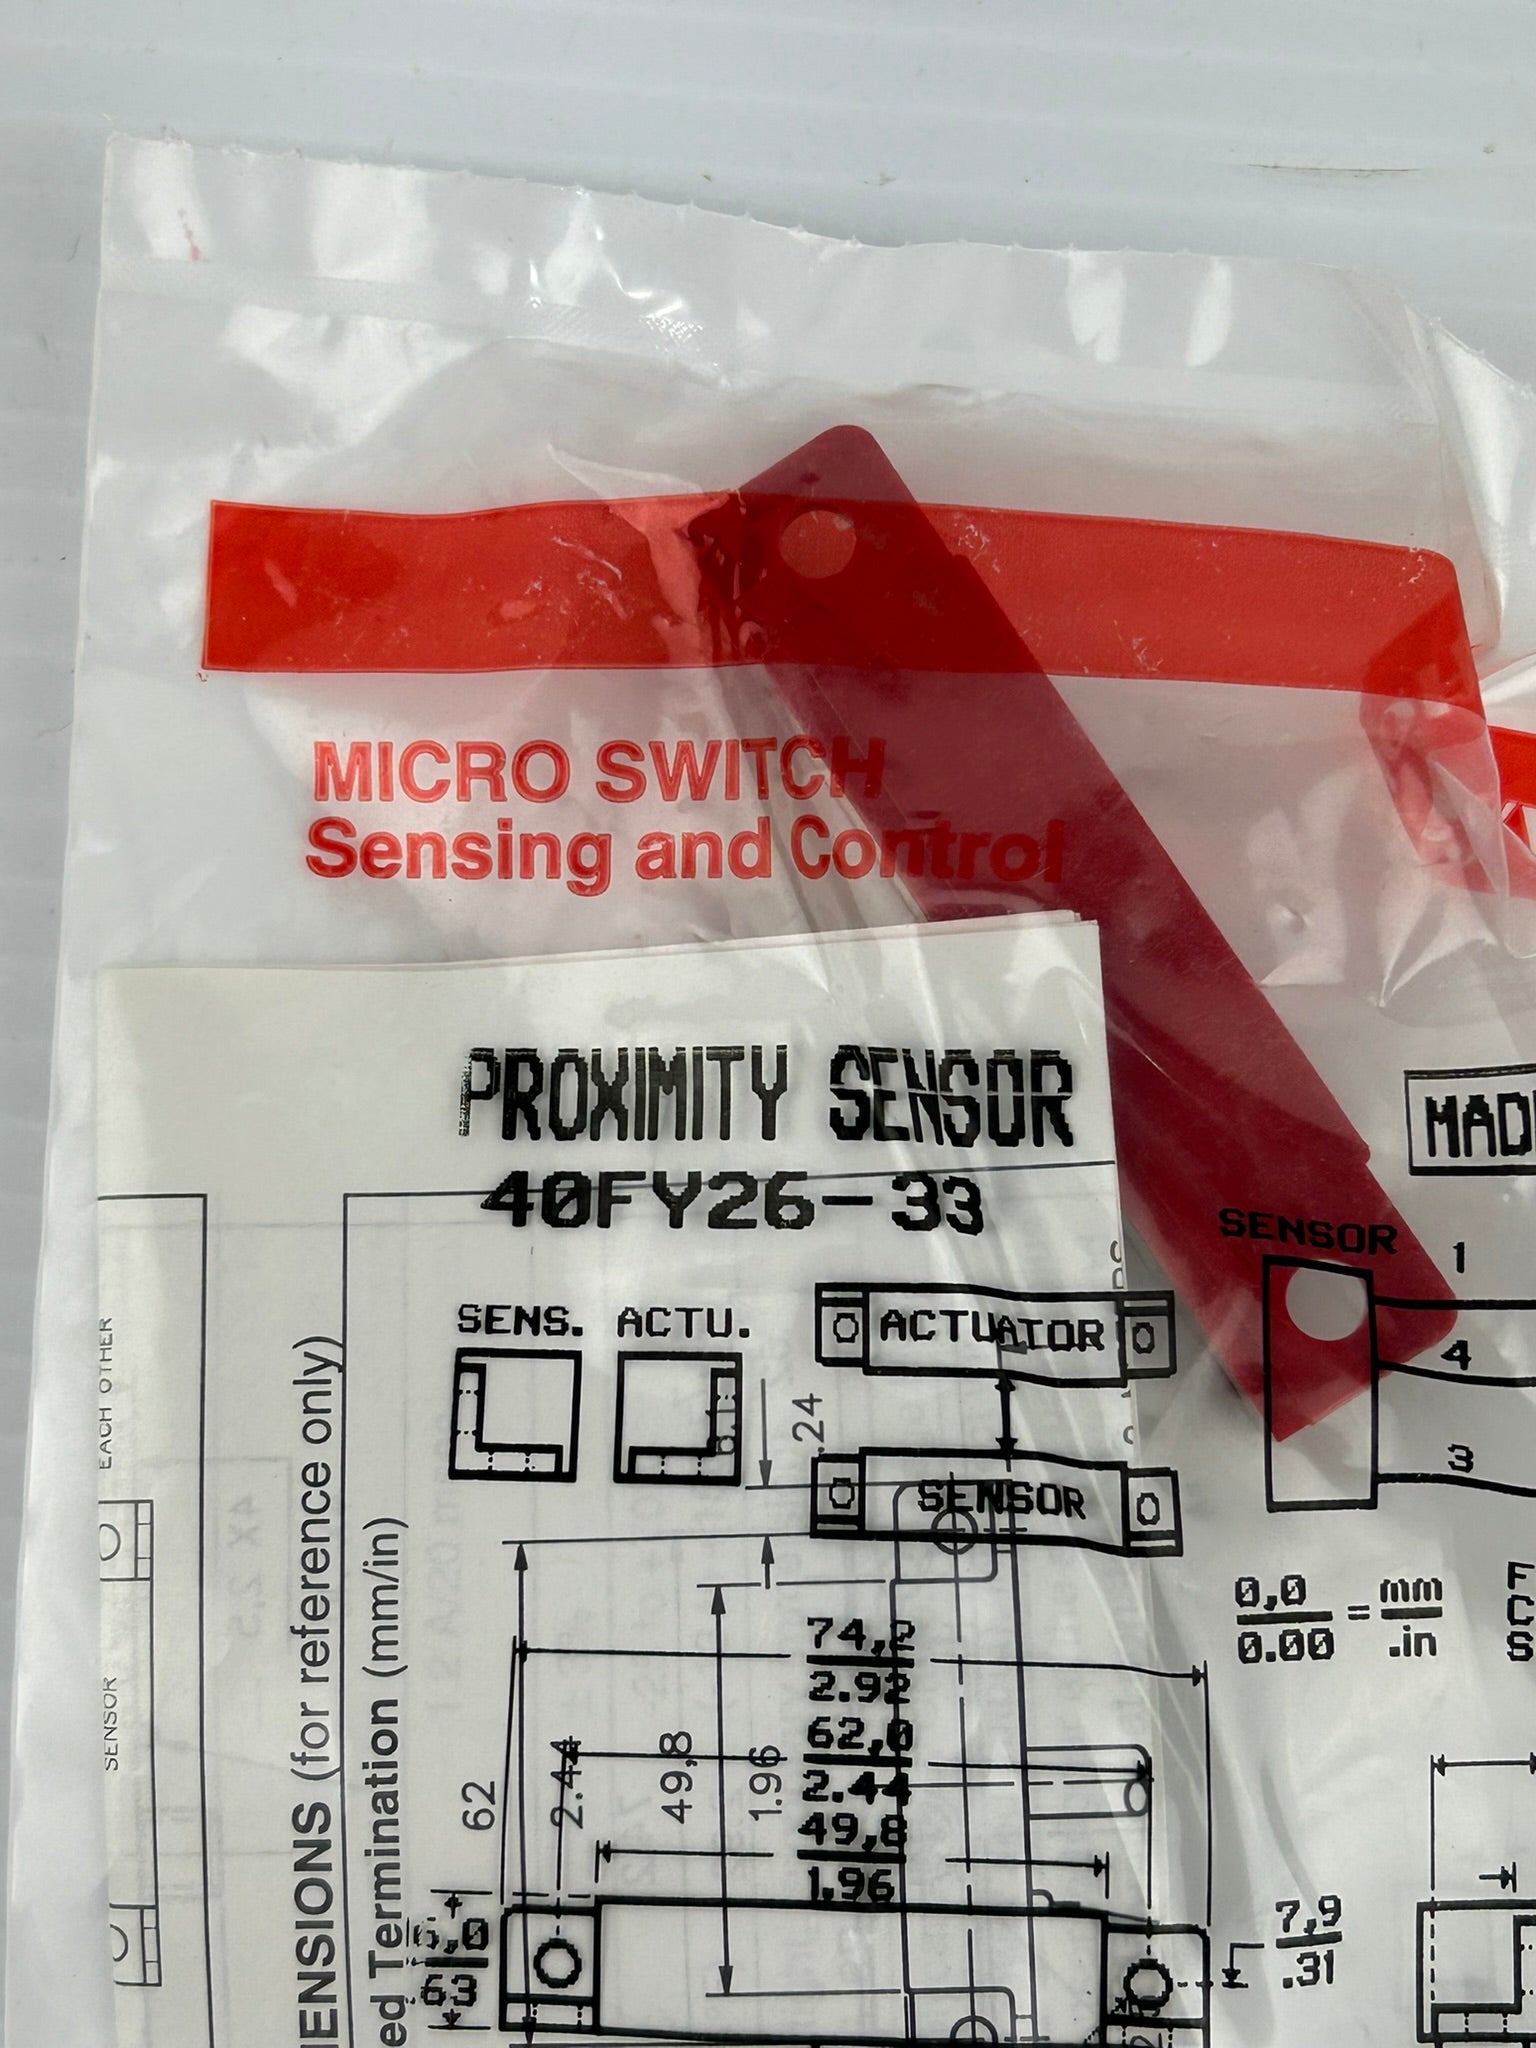 MICRO SWITCH
Sensing and Control
PROXIMITY SENSOR
40FY26-33
SENS. ACTU.
ACTUATOR
SENSOR
SENSOR
1
4
3
EACH OTHER
SENSOR
(for reference only)
Termination (mm/in)
.24
0,0
0.00
=
mm
.in
74,2
2.92
62,0
2.44
49,8
1.96
62
2.44
49,8
1.96
7,9
.31